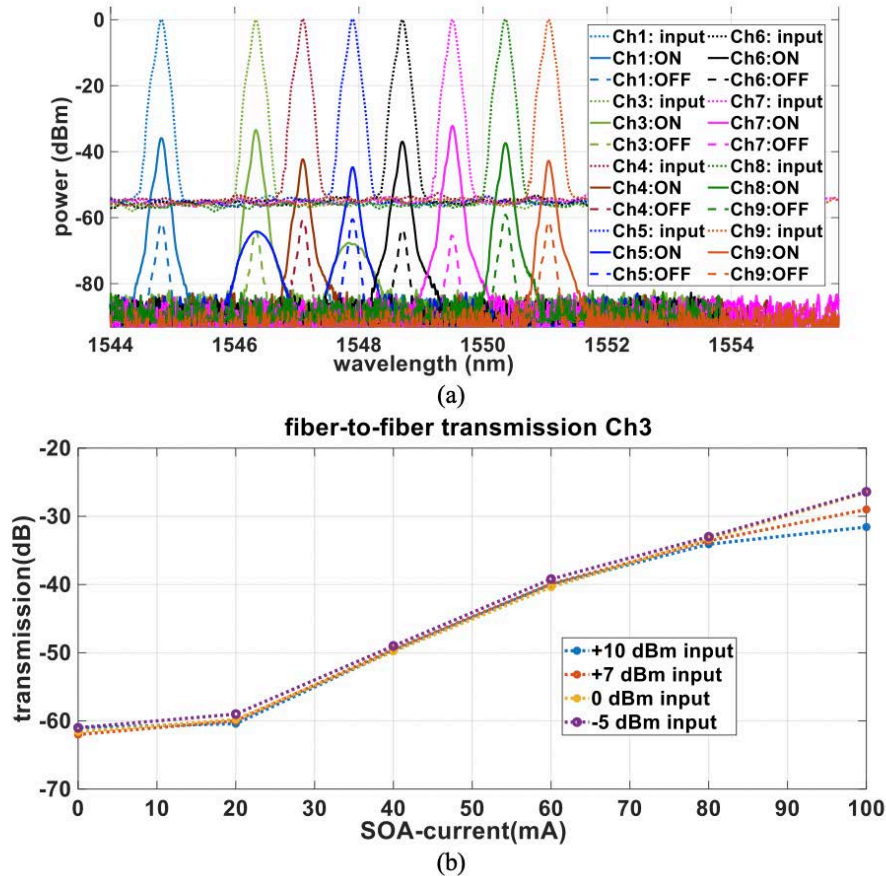 0
-20
-40
-60
-80
power (dBm)
Ch1: input
Ch1:ON
Ch1:OFF
Ch3: input
Ch3:ON
Ch3:OFF
Ch4: input
Ch4:ON
Ch4:OFF
Ch5: input
Ch5:ON
Ch5:OFF
Ch6: input
Ch6:ON
Ch6:OFF
Ch7: input
Ch7:ON
Ch7:OFF
Ch8: input
Ch8:ON
Ch9:OFF
Ch9: input
Ch9:ON
Ch9:OFF
1544 1546 1548 1550 1552 1554
wavelength (nm)
(a)
fiber-to-fiber transmission Ch3
-20
-30
-40
-50
-60
-70
transmission(dB)
+10 dBm input
+7 dBm input
0 dBm input
-5 dBm input
0 10 20 30 40 50 60 70 80 90 100
SOA-current(mA)
(b)